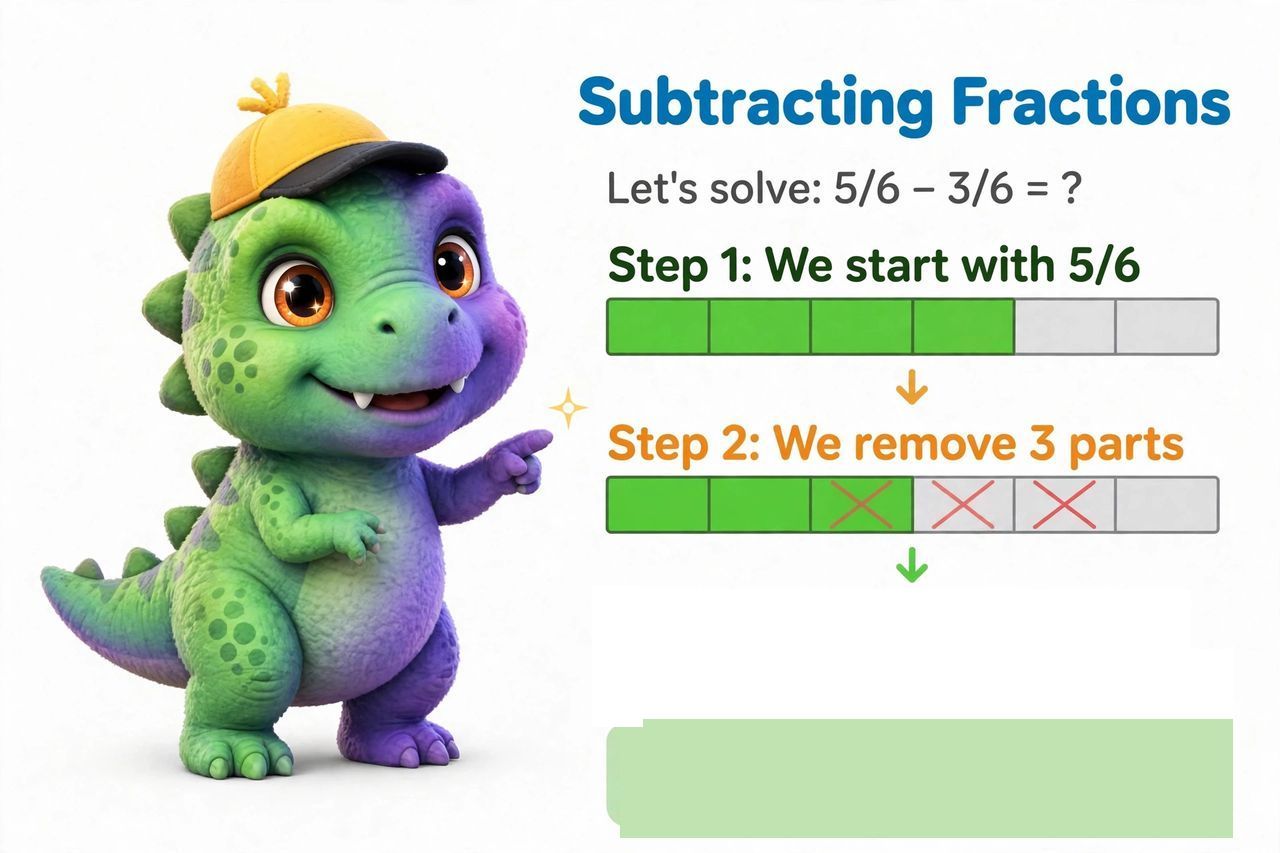 Subtracting Fractions
Let's solve: 5/6 – 3/6 = ?
Step 1: We start with 5/6
Step 2: We remove 3 parts